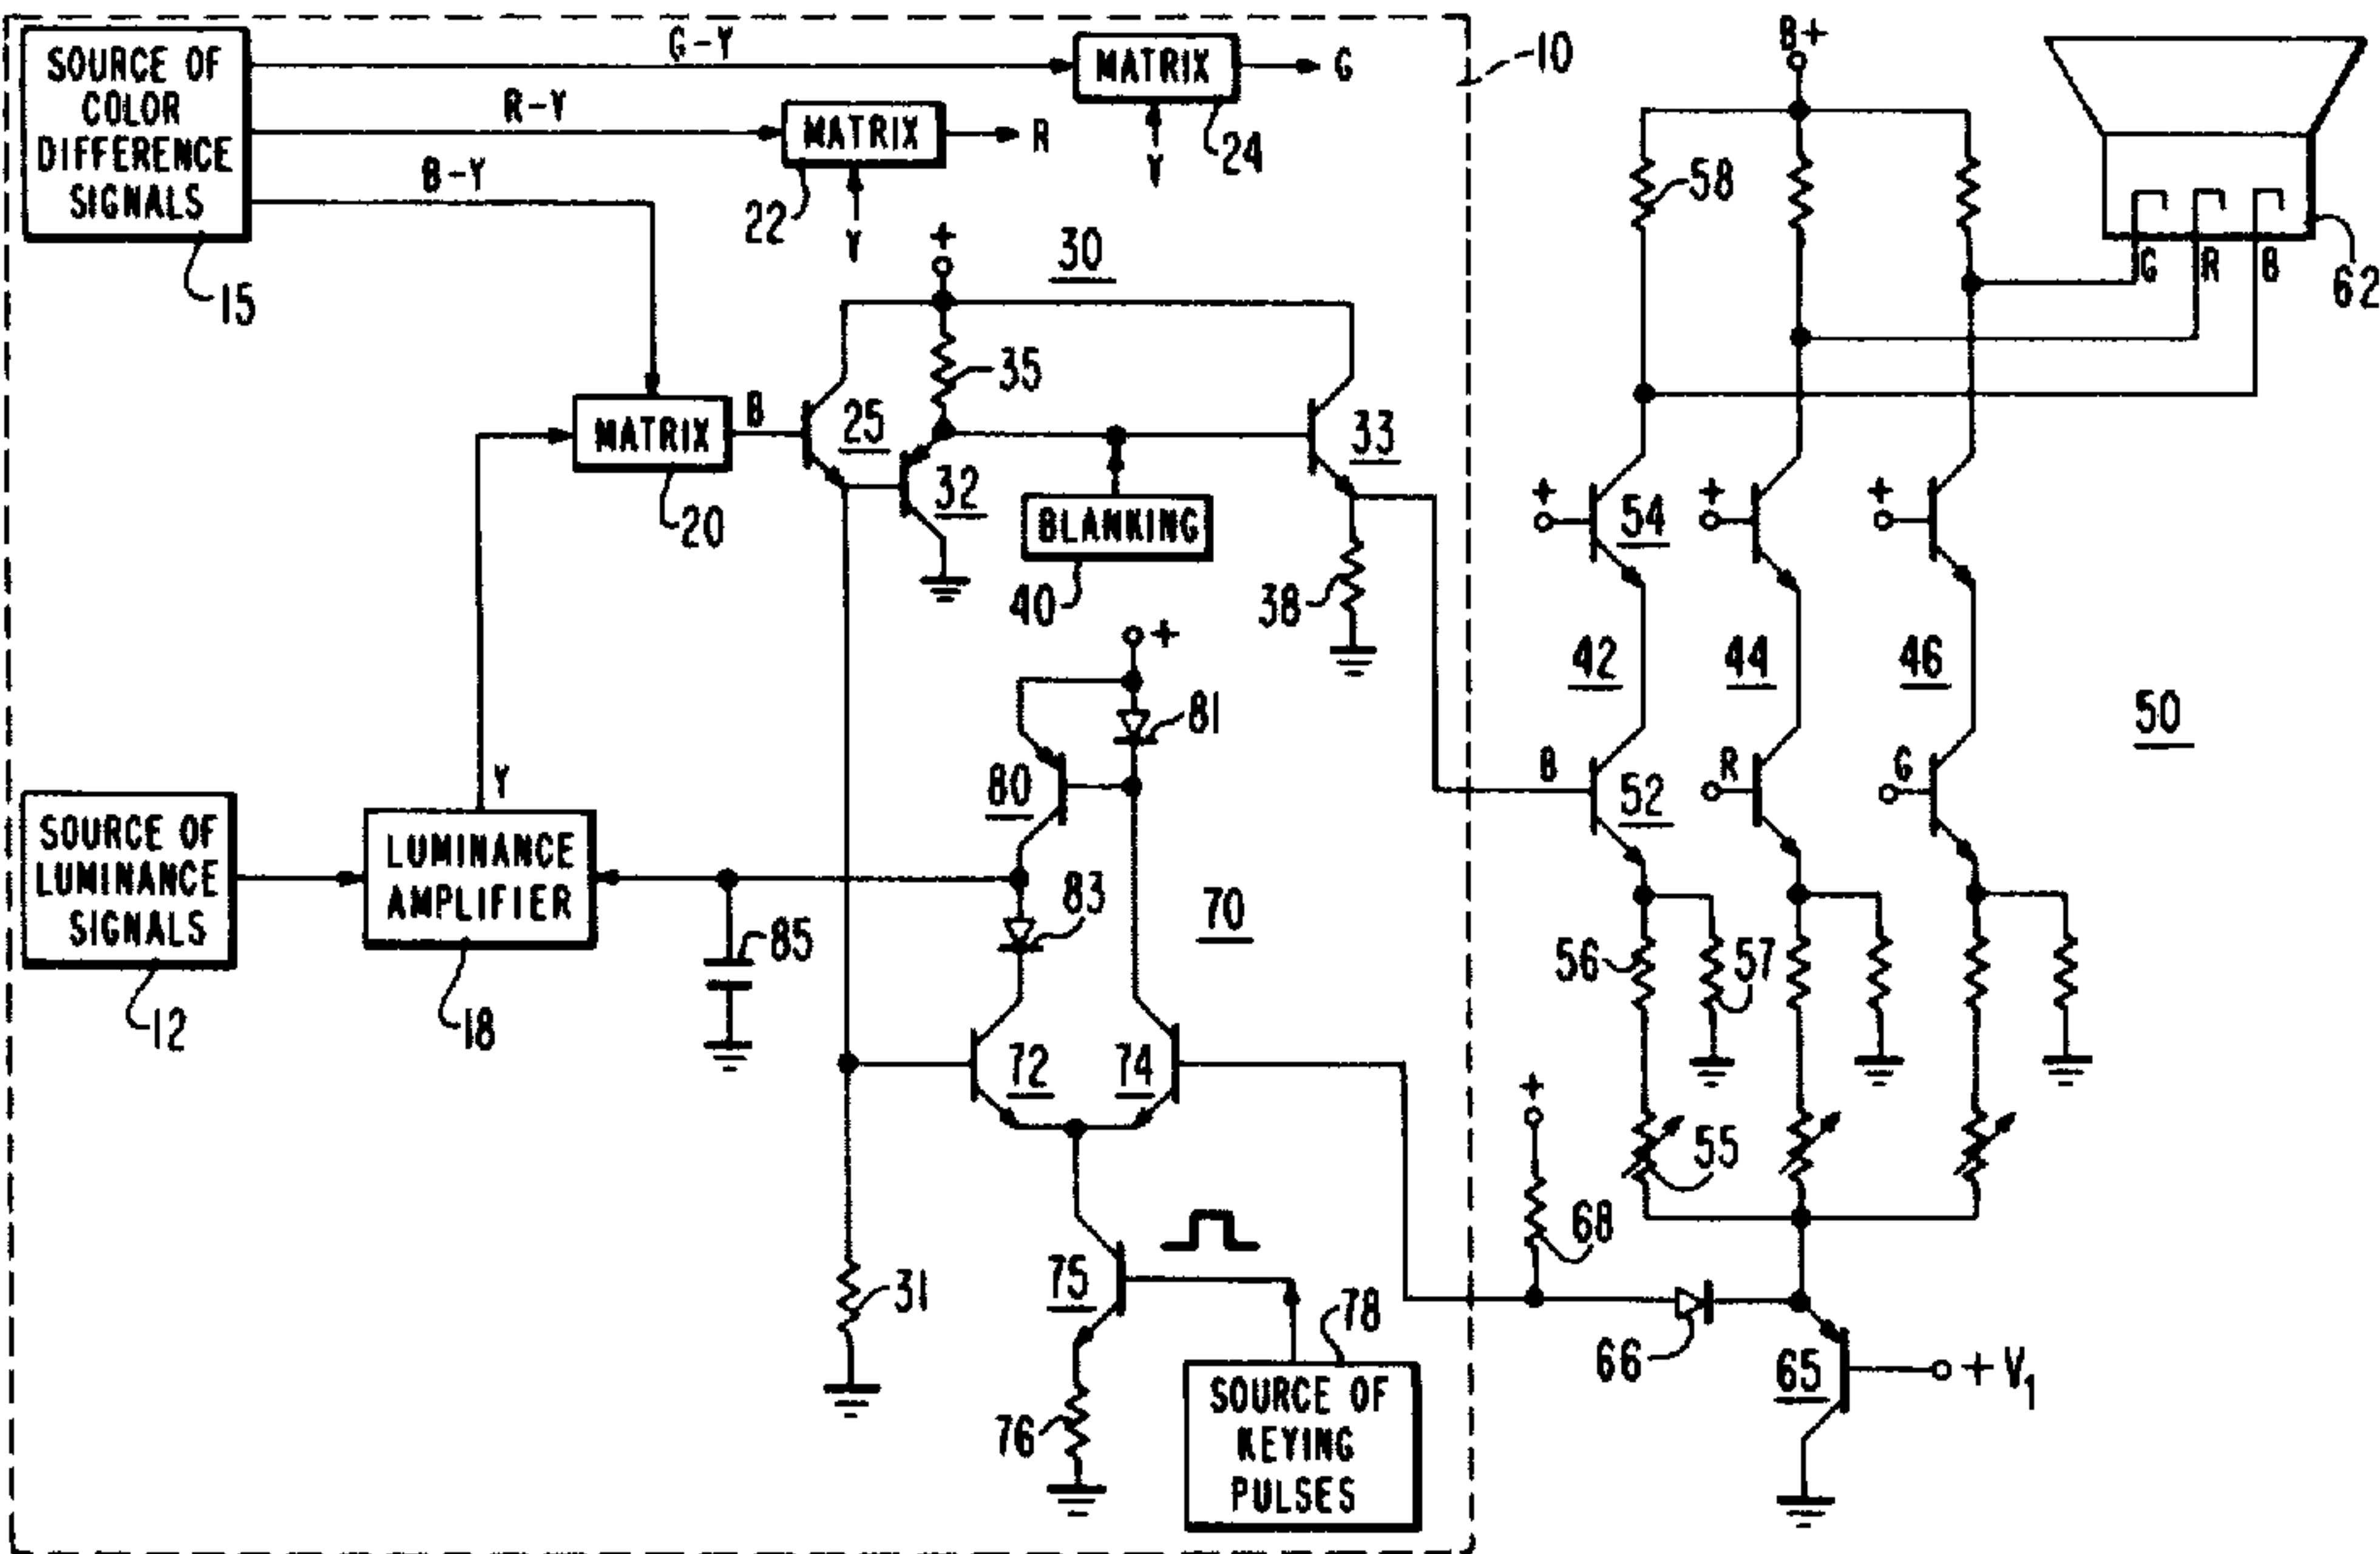 SOURCE OF
COLOR
DIFFERENCE
SIGNALS
15
G-Y
R-Y
B-Y
MATRIX
G
24
Y
MATRIX
R
22
Y
10
B+
58
G
R
B
62
+
30
35
MATRIX
20
B
25
32
33
BLANKING
40
38
+
54
+
+
42
44
46
50
B
52
R
G
+
81
80
83
70
Y
SOURCE OF
LUMINANCE
SIGNALS
12
LUMINANCE
AMPLIFIER
18
85
72
74
56
57
55
+
68
31
75
76
78
SOURCE OF
KEYING
PULSES
66
65
+V1